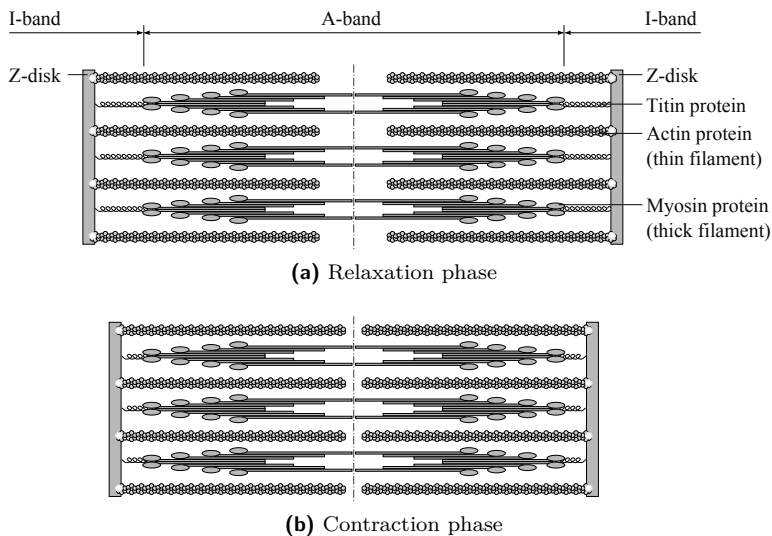 I-band A-band I-band
Z-disk Z-disk
Titin protein
Actin protein
(thin filament)
Myosin protein
(thick filament)
(a) Relaxation phase
(b) Contraction phase